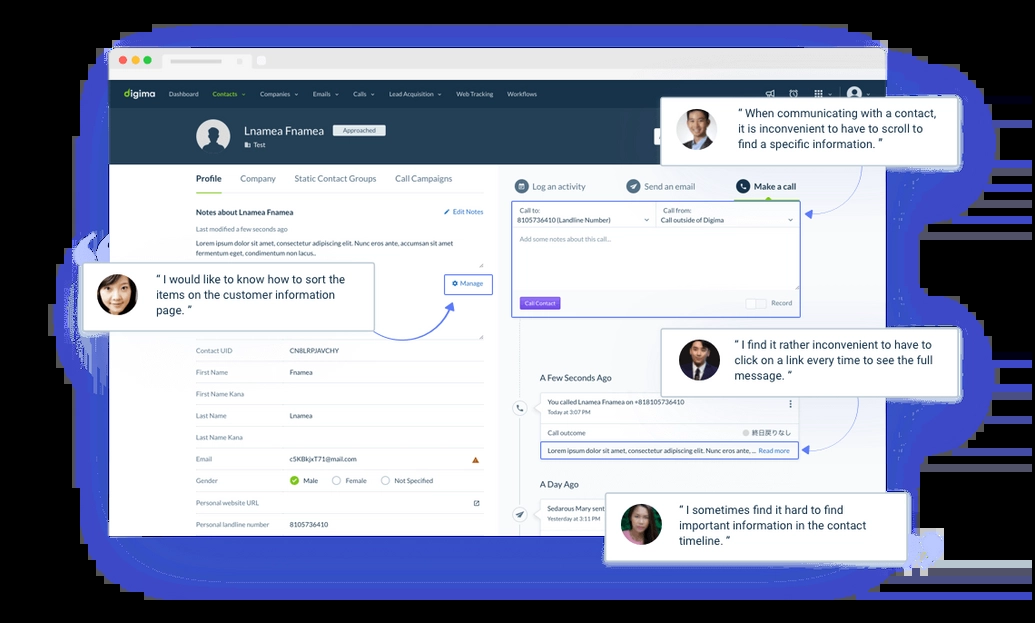 digima
Dashboard
Contacts
Companies
Emails
Calls
Lead Acquisition
Web Tracking
Workflows
Lnamea Fnamea
Approached
Test
“ When communicating with a contact,
it is inconvenient to have to scroll to
find a specific information. “
Profile
Company
Static Contact Groups
Call Campaigns
Notes about Lnamea Fnamea
Edit Notes
Last modified a few seconds ago
Lorem ipsum dolor sit amet, consectetur adipiscing elit. Nunc eros ante, accumsan sit amet
fermentum eget, condimentum non lacus..
“ I would like to know how to sort the
items on the customer information
page. “
Manage
Contact UID CN8LRPJAVCHY
First Name Fnamea
First Name Kana
Last Name Lnamea
Last Name Kana
Email c5KBkjxT71@mail.com
Gender Male Female Not Specified
Personal website URL
Personal landline number 8105736410
Log an activity
Send an email
Make a call
Call to:
8105736410 (Landline Number)
Call from:
Call outside of Digima
Add some notes about this call..
Call Contact
Record
“ I find it rather inconvenient to have to
click on a link every time to see the full
message. “
A Few Seconds Ago
You called Lnamea Fnamea on +818105736410
Today at 3:07 PM
Call outcome 終日戻りなし
Lorem ipsum dolor sit amet, consectetur adipiscing elit. Nunc eros ante, ... Read more
A Day Ago
Sedarous Mary sent
Yesterday at 3:11 PM
“ I sometimes find it hard to find
important information in the contact
timeline. “